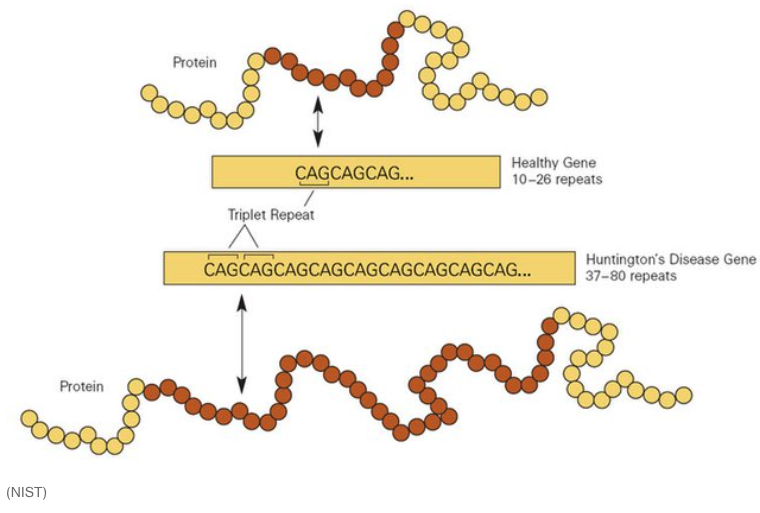 Protein
CAGCAGCAG...
Healthy Gene
10–26 repeats
Triplet Repeat
CAGCAGCAGCAGCAGCAGCAGCAGCAG...
Huntington's Disease Gene
37–80 repeats
Protein
(NIST)